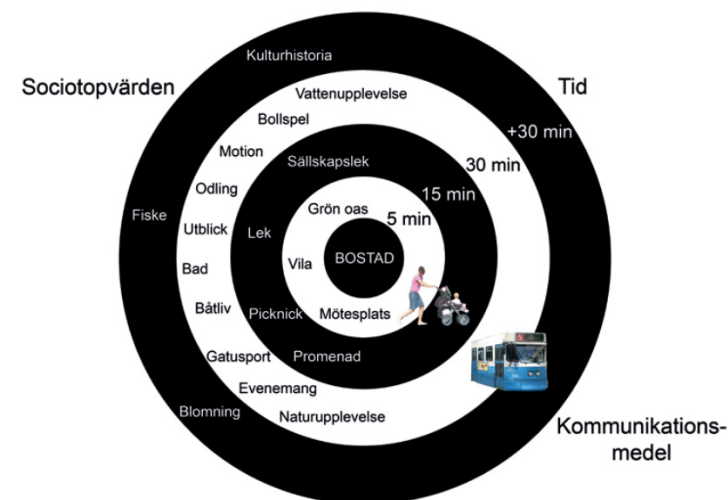 Kulturhistoria
Sociotopvärden
Tid
Vattenupplevelse
Bollspel
+30 min
Motion
Sällskapslek
30 min
Odling
15 min
Grön oas
5 min
Fiske
Utblick
Lek
BOSTAD
Vila
Bad
Båtliv
Picknick
Mötesplats
Gatusport
Promenad
Evenemang
Blomning
Naturupplevelse
Kommunikations-
medel